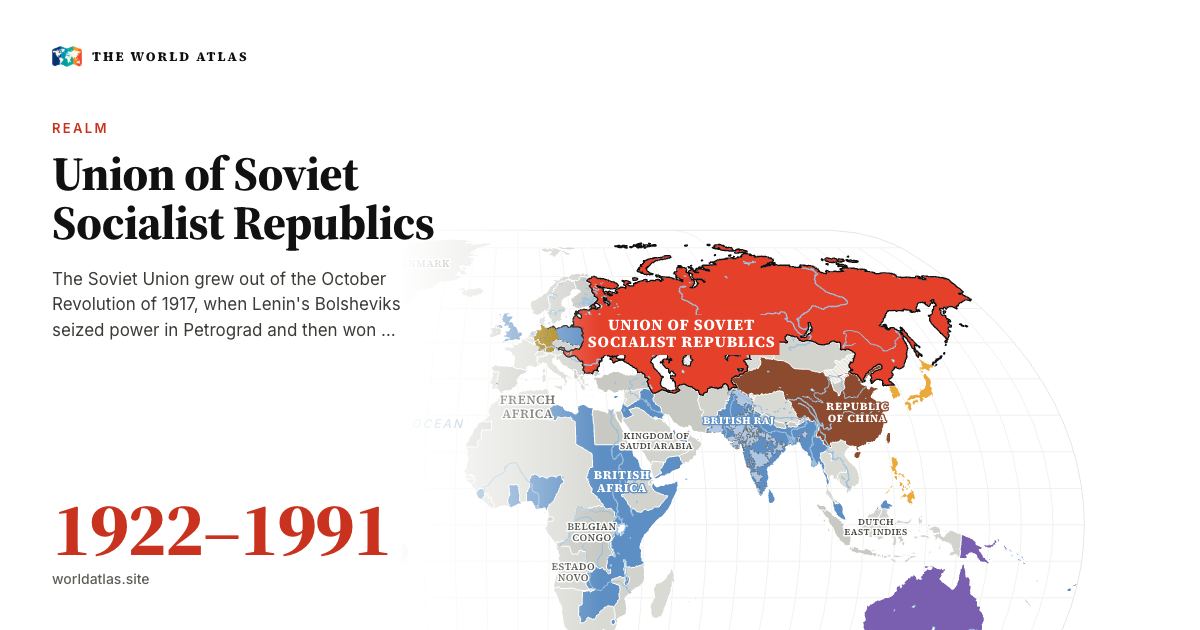 THE WORLD ATLAS
REALM
Union of Soviet
Socialist Republics
The Soviet Union grew out of the October
Revolution of 1917, when Lenin's Bolsheviks
seized power in Petrograd and then won ...
1922–1991
worldatlas.site
NMARK
UNION OF SOVIET
SOCIALIST REPUBLICS
FRENCH
AFRICA
OCEAN
REPUBLIC
OF CHINA
BRITISH RAJ
KINGDOM OF
SAUDI ARABIA
BRITISH
AFRICA
BELGIAN
CONGO
DUTCH
EAST INDIES
ESTADO
NOVO